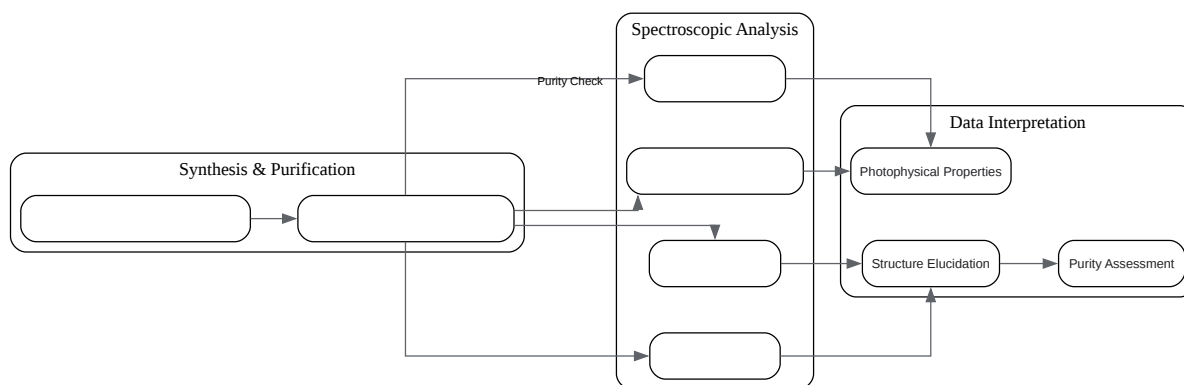 Spectroscopic Analysis
Purity Check
Data Interpretation
Synthesis & Purification
Photophysical Properties
Structure Elucidation
Purity Assessment